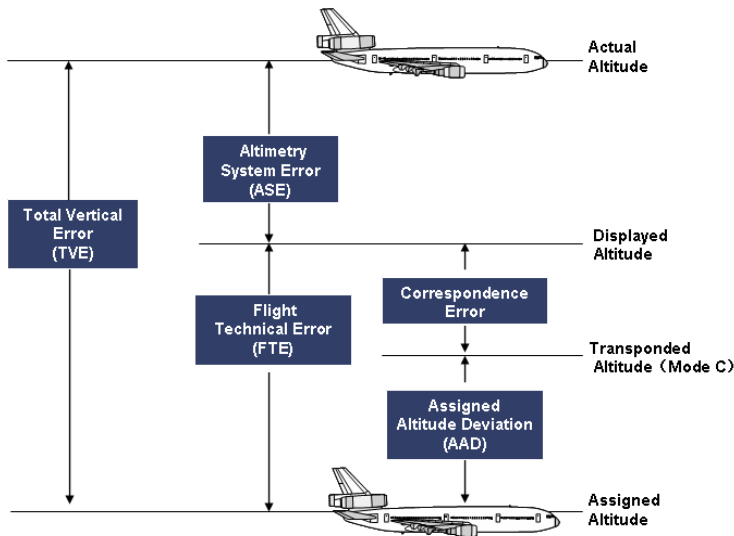 Actual
Altitude
Altimetry
System Error
(ASE)
Total Vertical
Error
(TVE)
Displayed
Altitude
Correspondence
Error
Flight
Technical Error
(FTE)
Transponded
Altitude（Mode C）
Assigned
Altitude Deviation
(AAD)
Assigned
Altitude